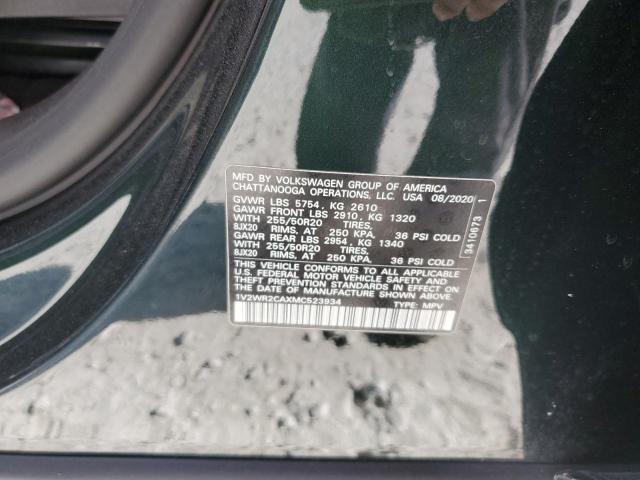 MFD BY VOLKSWAGEN GROUP OF AMERICA
CHATTANOOGA OPERATIONS, LLC. USA 08/2020
GVWR LBS 5754, KG 2610
GAWR FRONT LBS 2910, KG 1320
WITH 255/50R20 TIRES,
8JX20 RIMS, AT 250 KPA, 36 PSI COLD
GAWR REAR LBS 2954, KG 1340
WITH 255/50R20 TIRES,
8JX20 RIMS, AT 250 KPA, 36 PSI COLD
THIS VEHICLE CONFORMS TO ALL APPLICABLE
U.S. FEDERAL MOTOR VEHICLE SAFETY AND
THEFT PREVENTION STANDARDS IN EFFECT ON
THE DATE OF MANUFACTURE SHOWN ABOVE.
1V2WR2CAXMC523934 TYPE: MPV
3410673 1